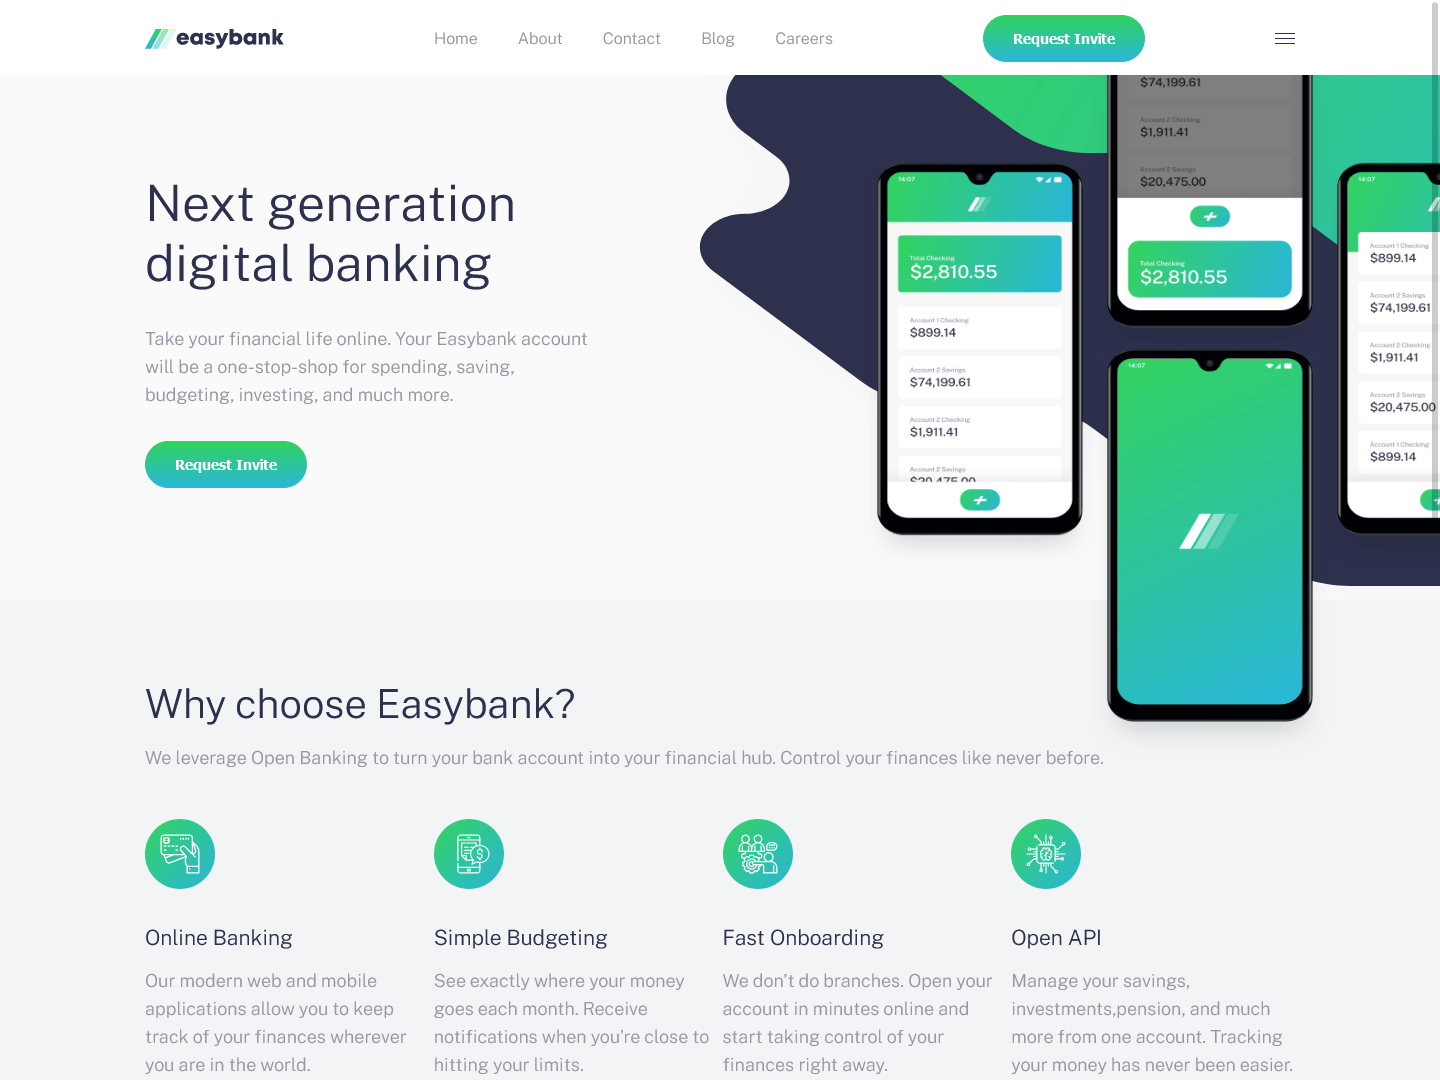 easybank
Home
About
Contact
Blog
Careers
Request Invite
Next generation
digital banking
Take your financial life online. Your Easybank account
will be a one-stop-shop for spending, saving,
budgeting, investing, and much more.
Request Invite
14:07
Total Checking
$2,810.55
Account 1 Checking
$899.14
Account 2 Savings
$74,199.61
Account 2 Checking
$1,911.41
Account 2 Savings
$20,475.00
$74,199.61
Account 2 Checking
$1,911.41
Account 2 Savings
$20,475.00
Total Checking
$2,810.55
14:07
14:07
Account 1 Checking
$899.14
Account 2 Savings
$74,199.61
Account 2 Checking
$1,911.41
Account 2 Savings
$20,475.00
Account 1 Checking
$899.14
Why choose Easybank?
We leverage Open Banking to turn your bank account into your financial hub. Control your finances like never before.
Online Banking
Our modern web and mobile
applications allow you to keep
track of your finances wherever
you are in the world.
Simple Budgeting
See exactly where your money
goes each month. Receive
notifications when you’re close to
hitting your limits.
Fast Onboarding
We don’t do branches. Open your
account in minutes online and
start taking control of your
finances right away.
Open API
Manage your savings,
investments,pension, and much
more from one account. Tracking
your money has never been easier.